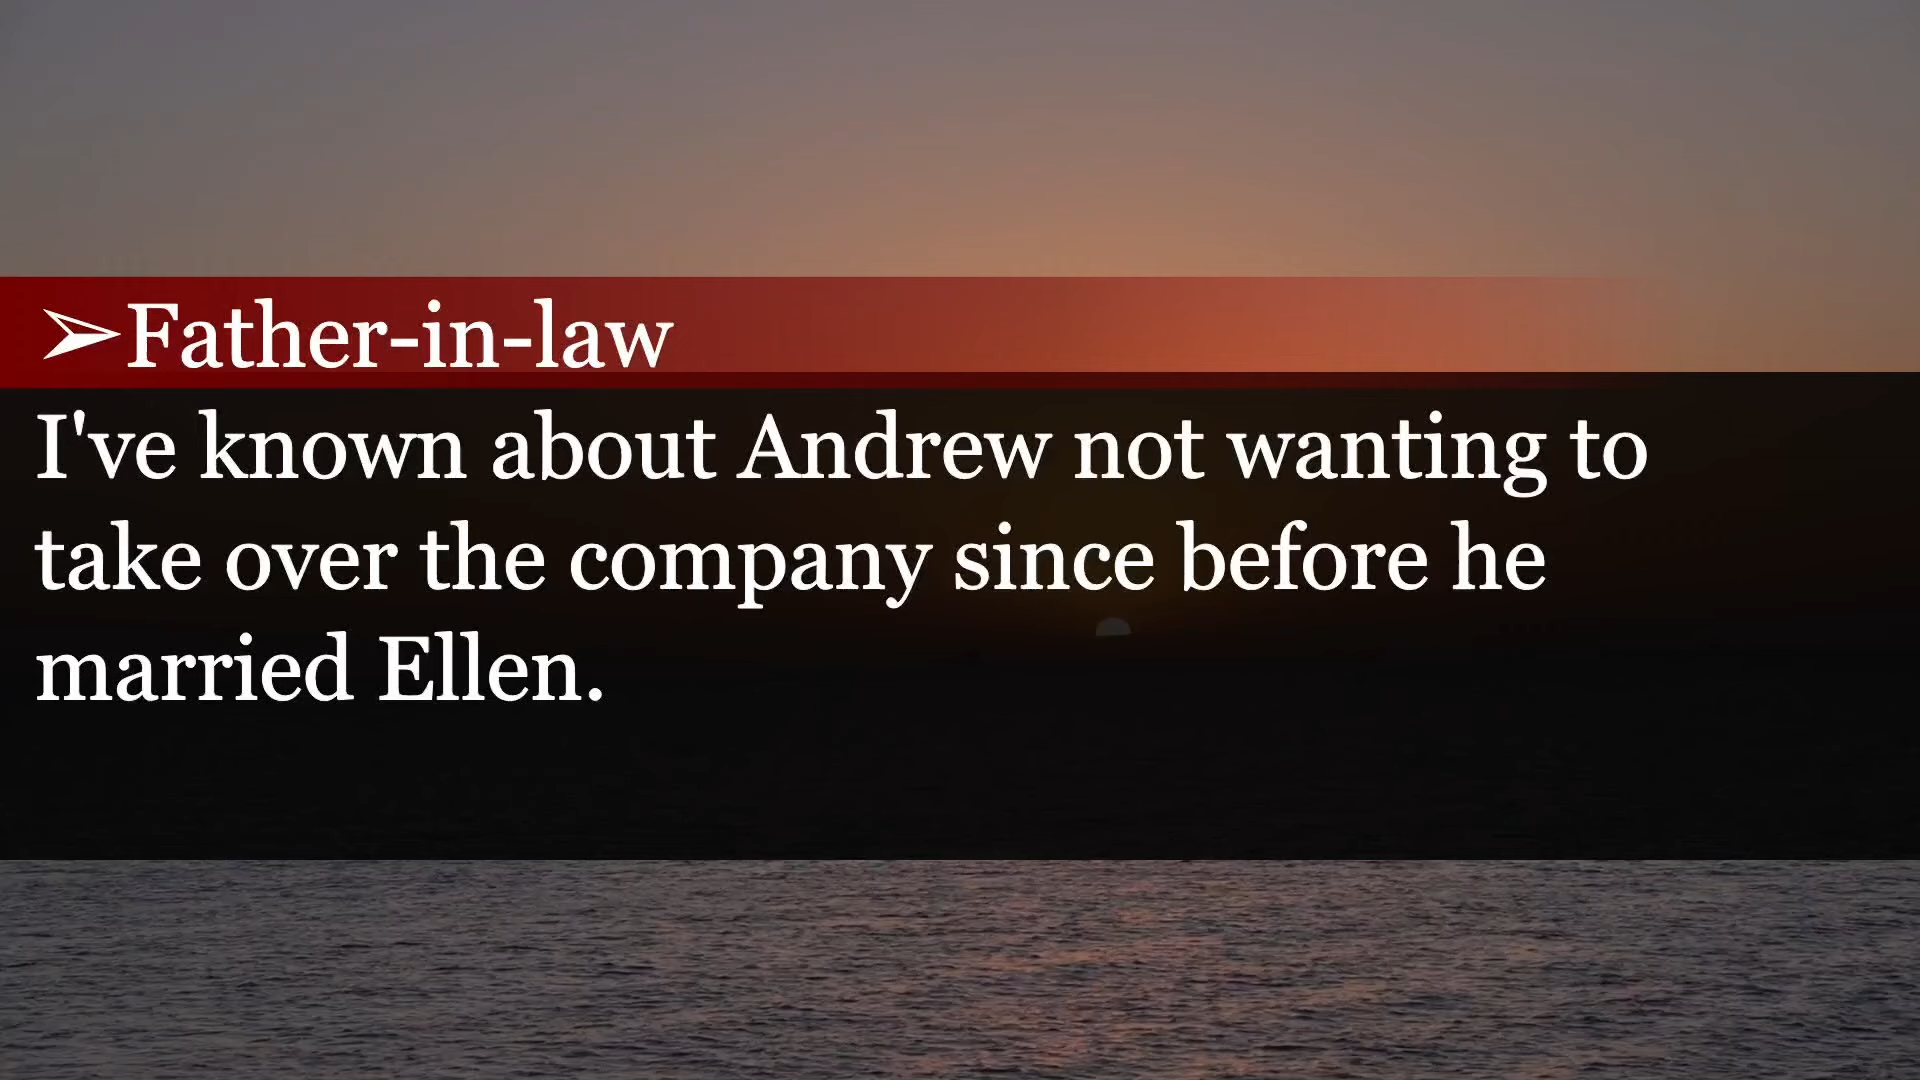 ➢Father-in-law
I've known about Andrew not wanting to
take over the company since before he
married Ellen.